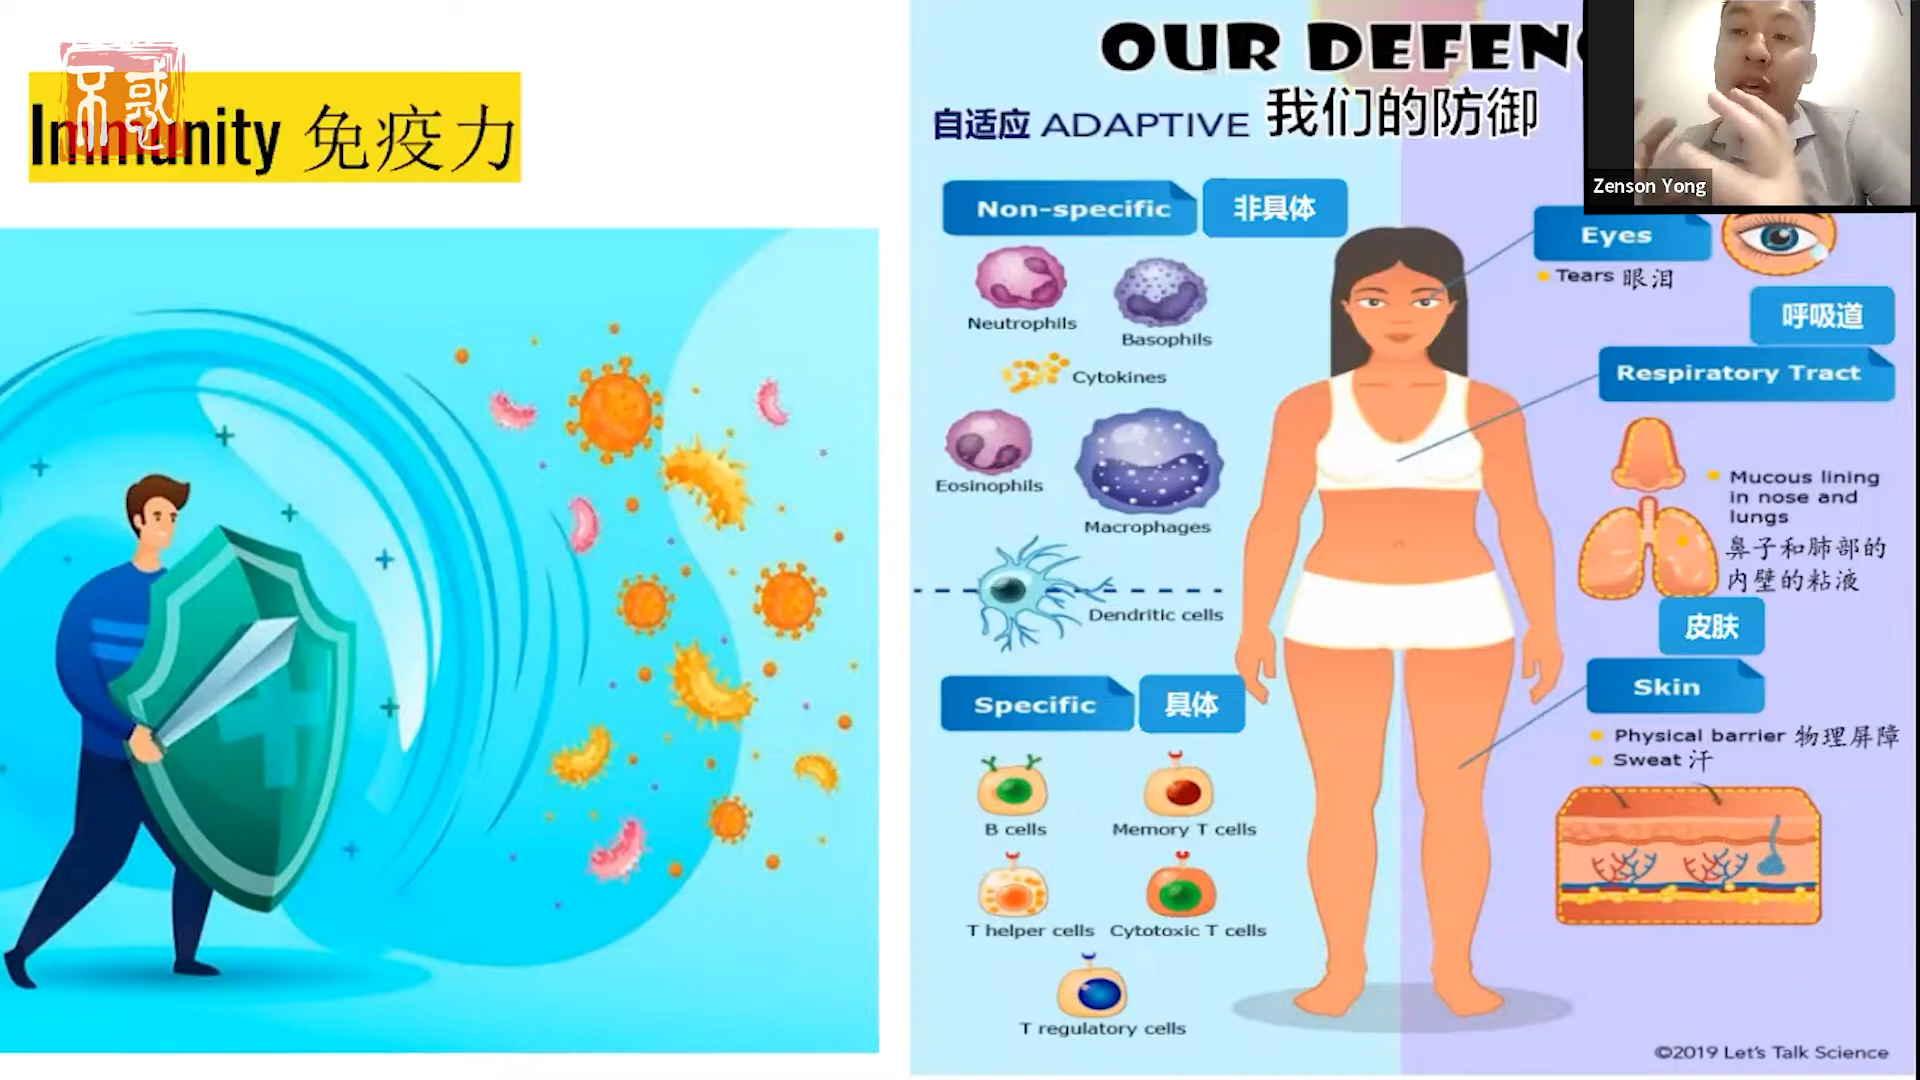 不惑
Immunity 免疫力
OUR DEFENC
我们的防御
自适应 ADAPTIVE
Non-specific 非具体
Neutrophils
Basophils
Cytokines
Eosinophils
Macrophages
Dendritic cells
Specific 具体
B cells
Memory T cells
T helper cells
Cytotoxic T cells
T regulatory cells
Zenson Yong
Eyes
Tears 眼泪
呼吸道
Respiratory Tract
Mucous lining
in nose and
lungs
鼻子和肺部的
内壁的粘液
皮肤
Skin
Physical barrier 物理屏障
Sweat 汗
©2019 Let's Talk Science